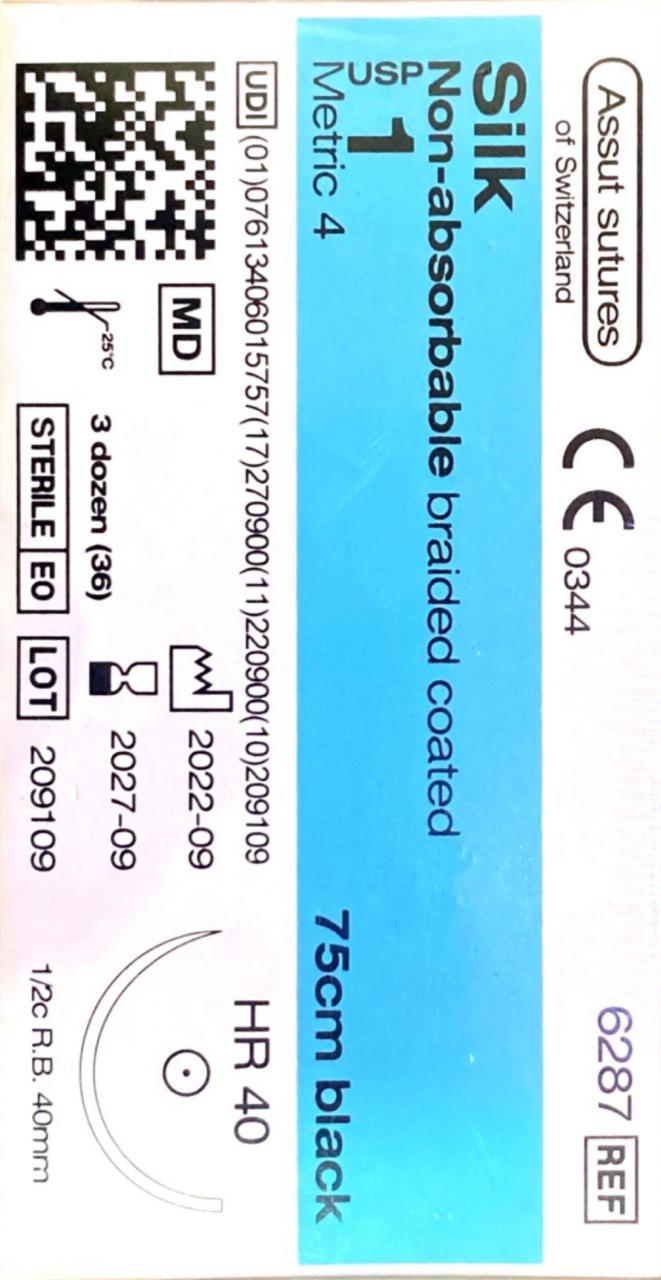 Assut sutures
of Switzerland
CE 0344
6287 REF
Silk
Non-absorbable braided coated
USP 1
Metric 4
75cm black
UDI (01)07613406015757(17)270900(11)220900(10)209109
HR 40
MD
2022-09
25°C
2027-09
3 dozen (36)
STERILE EO
LOT 209109
1/2c R.B. 40mm